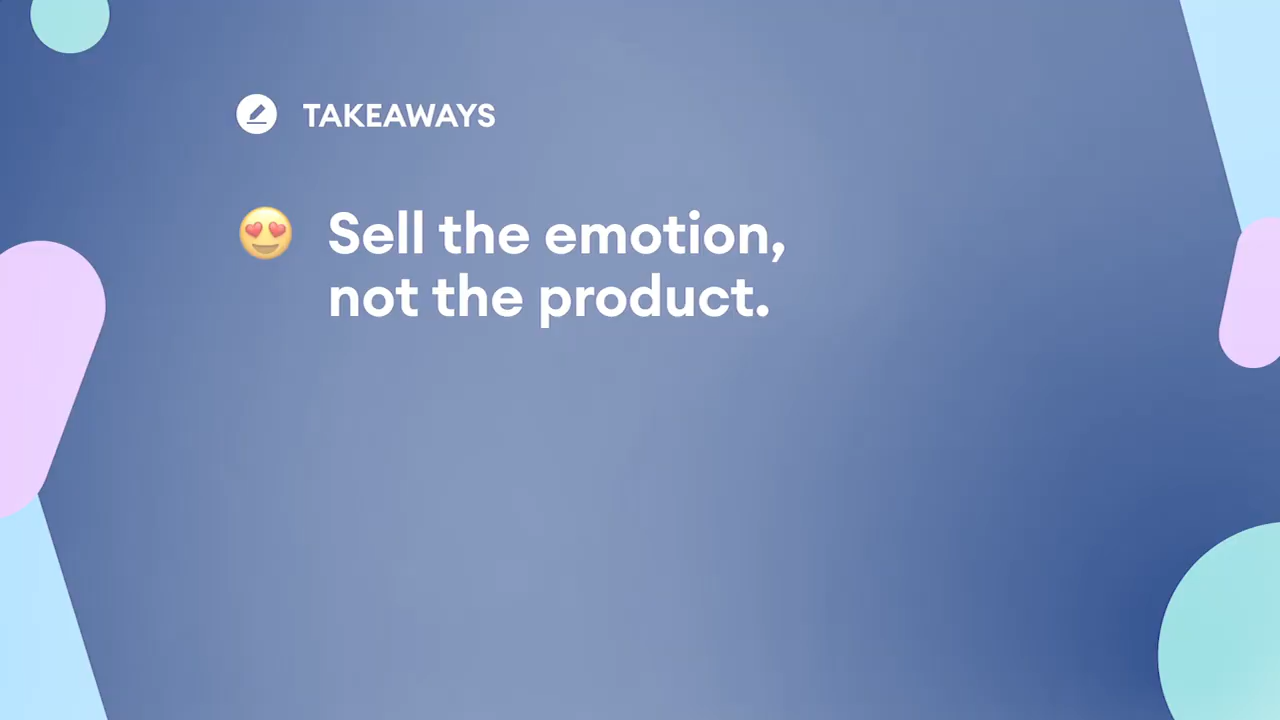 TAKEAWAYS
Sell the emotion,
not the product.